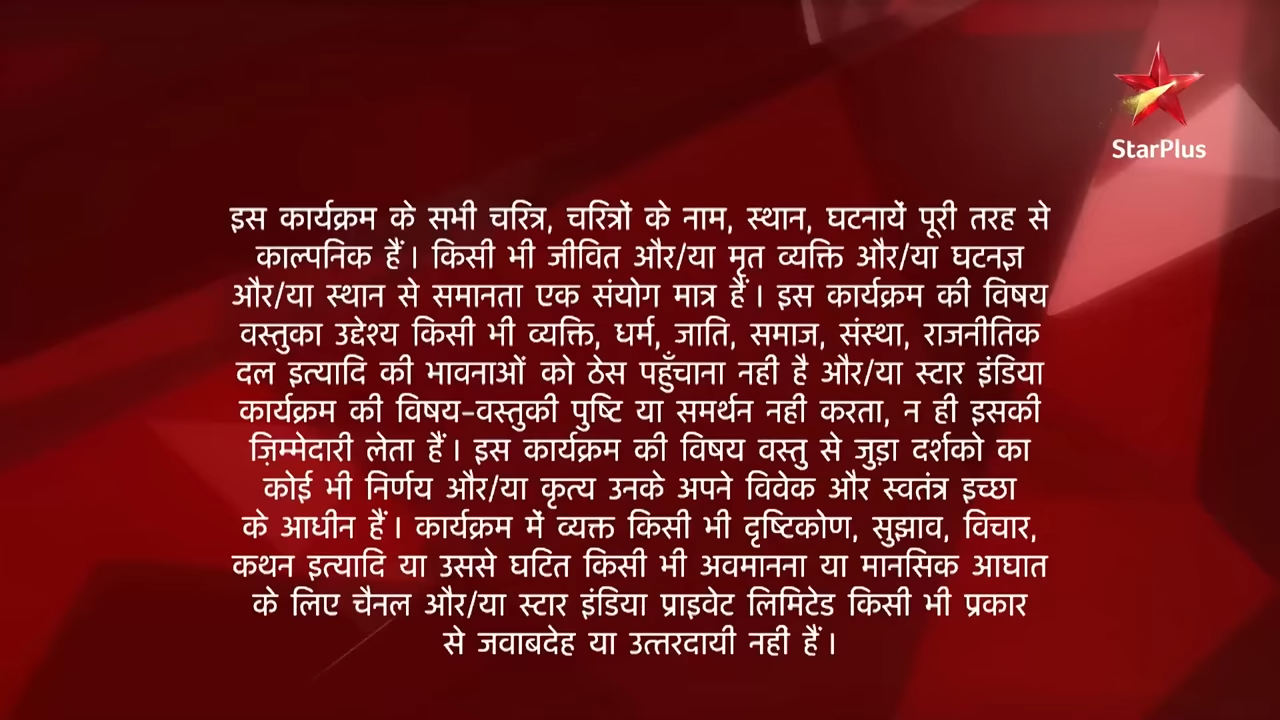 StarPlus
इस कार्यक्रम के सभी चरित्र, चरित्रों के नाम, स्थान, घटनायें पूरी तरह से
काल्पनिक हैं। किसी भी जीवित और/या मृत व्यक्ति और/या घटनज्ञ
और/या स्थान से समानता एक संयोग मात्र हैं। इस कार्यक्रम की विषय
वस्तुका उद्देश्य किसी भी व्यक्ति, धर्म, जाति, समाज, संस्था, राजनीतिक
दल इत्यादि की भावनाओं को ठेस पहुँचाना नही है और/या स्टार इंडिया
कार्यक्रम की विषय-वस्तुकी पुष्टि या समर्थन नही करता, न ही इसकी
ज़िम्मेदारी लेता हैं। इस कार्यक्रम की विषय वस्तु से जुड़ा दर्शको का
कोई भी निर्णय और/या कृत्य उनके अपने विवेक और स्वतंत्र इच्छा
के आधीन हैं। कार्यक्रम में व्यक्त किसी भी दृष्टिकोण, सुझाव, विचार,
कथन इत्यादि या उससे घटित किसी भी अवमानना या मानसिक आघात
के लिए चैनल और/या स्टार इंडिया प्राइवेट लिमिटेड किसी भी प्रकार
से जवाबदेह या उत्तरदायी नही हैं।